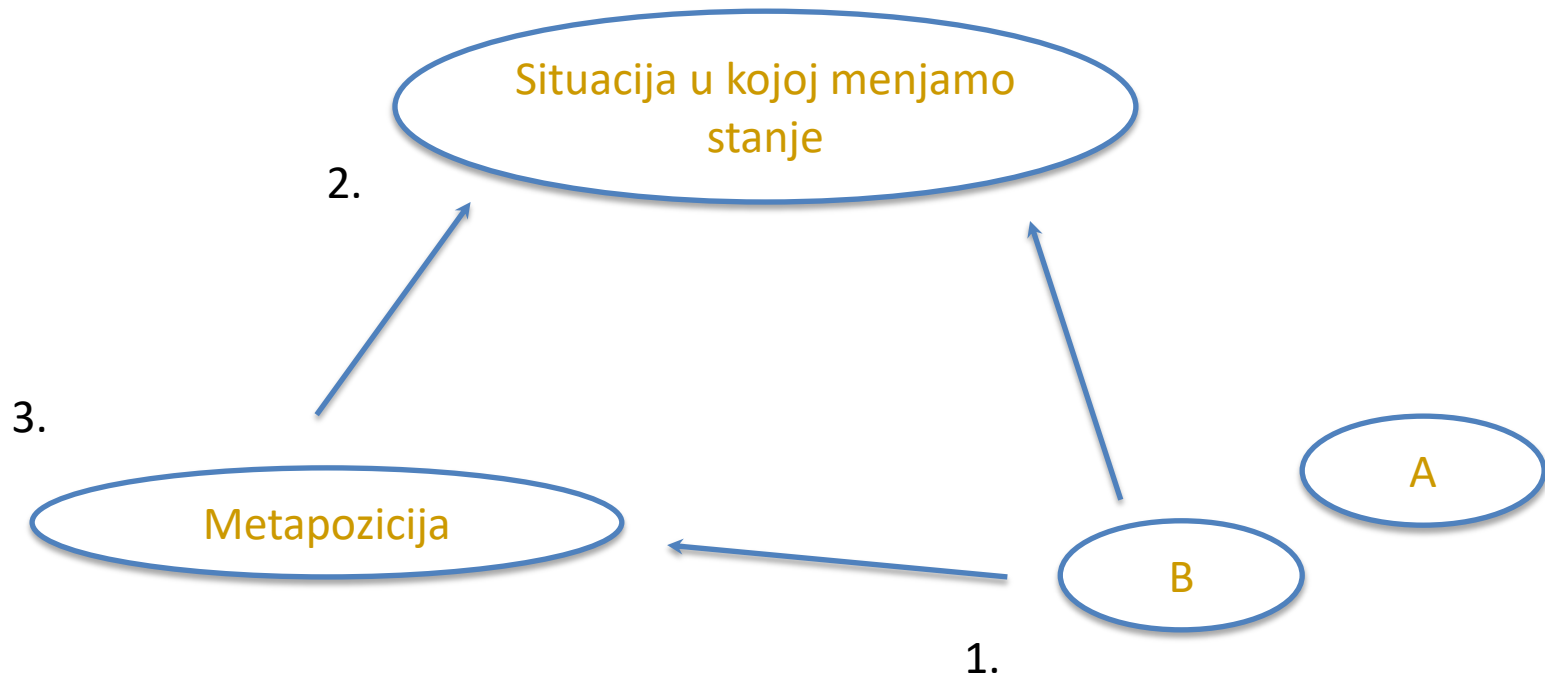 Situacija u kojoj menjamo
stanje
2.
3.
Metapozicija
A
B
1.